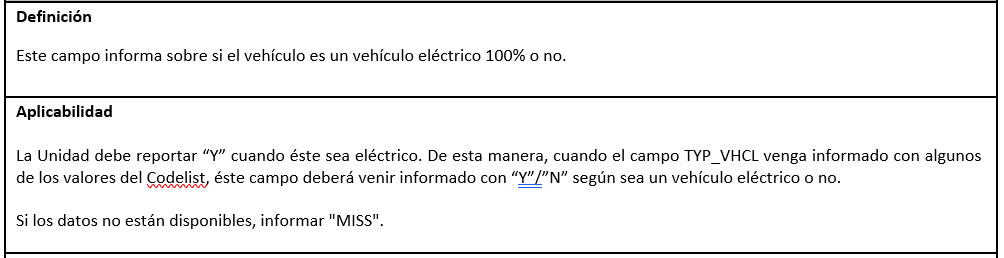 Definición
Este campo informa sobre si el vehículo es un vehículo eléctrico 100% o no.
Aplicabilidad
La Unidad debe reportar “Y” cuando éste sea eléctrico. De esta manera, cuando el campo TYP_VHCL venga informado con algunos
de los valores del Codelist, éste campo deberá venir informado con “Y”/”N” según sea un vehículo eléctrico o no.
Si los datos no están disponibles, informar "MISS".